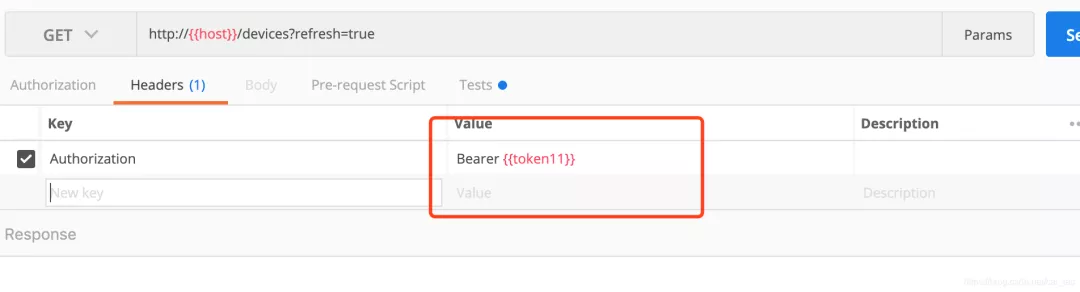 GET http://{{host}}/devices?refresh=true Params Se
Authorization Headers (1) Body Pre-request Script Tests
Key Value Description
Authorization Bearer {{token11}}
New key Value Description
Response